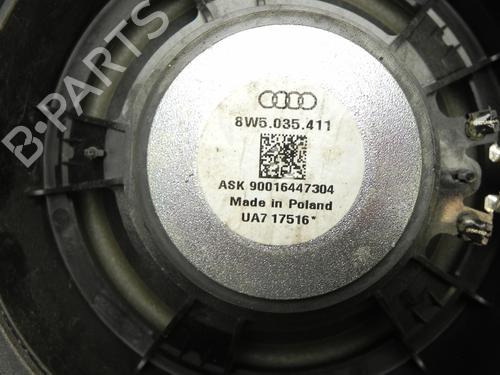 B-PARTS
8W5.035.411
ASK 90016447304
Made in Poland
UA7 17516*